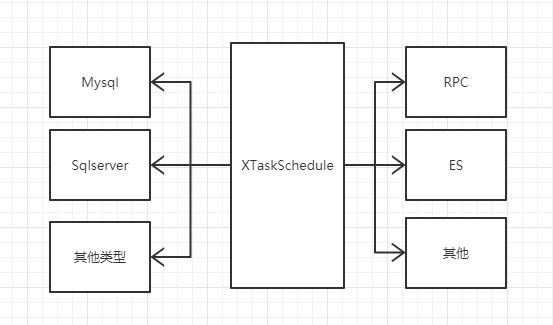 Mysql
Sqlserver
其他类型
XTaskSchedule
RPC
ES
其他